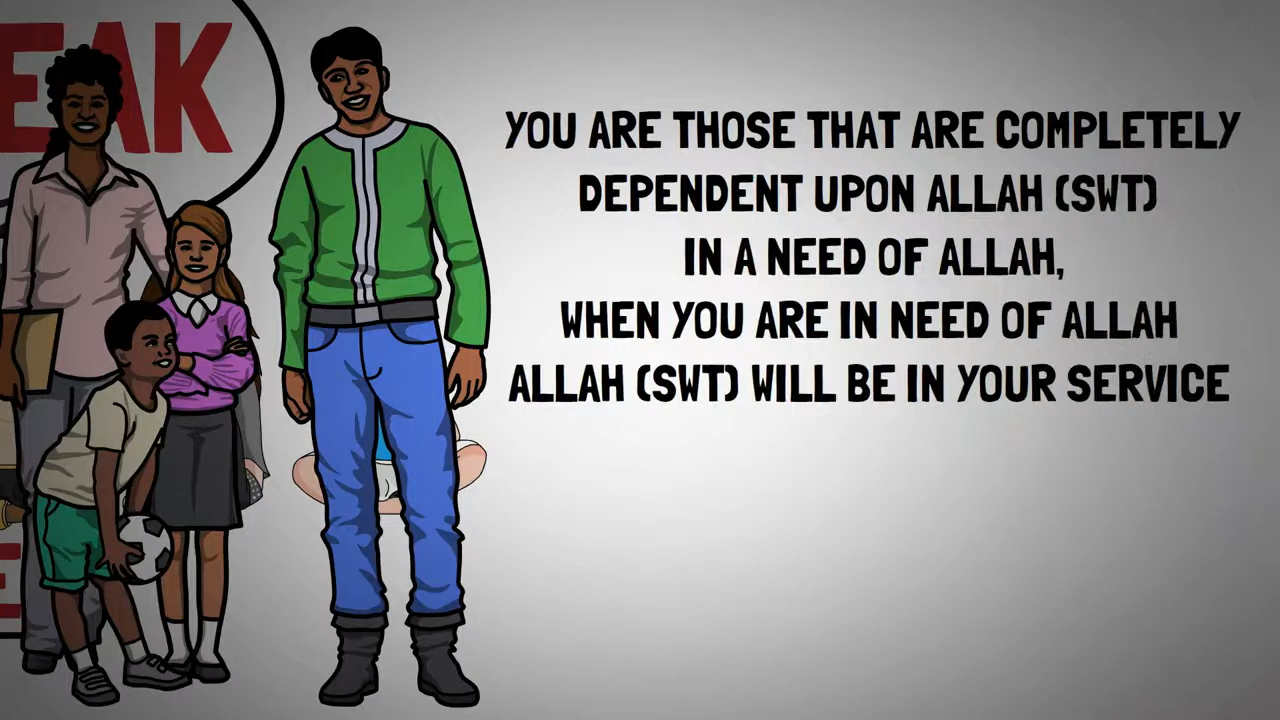 EAK
YOU ARE THOSE THAT ARE COMPLETELY
DEPENDENT UPON ALLAH (SWT)
IN A NEED OF ALLAH,
WHEN YOU ARE IN NEED OF ALLAH
ALLAH (SWT) WILL BE IN YOUR SERVICE
E